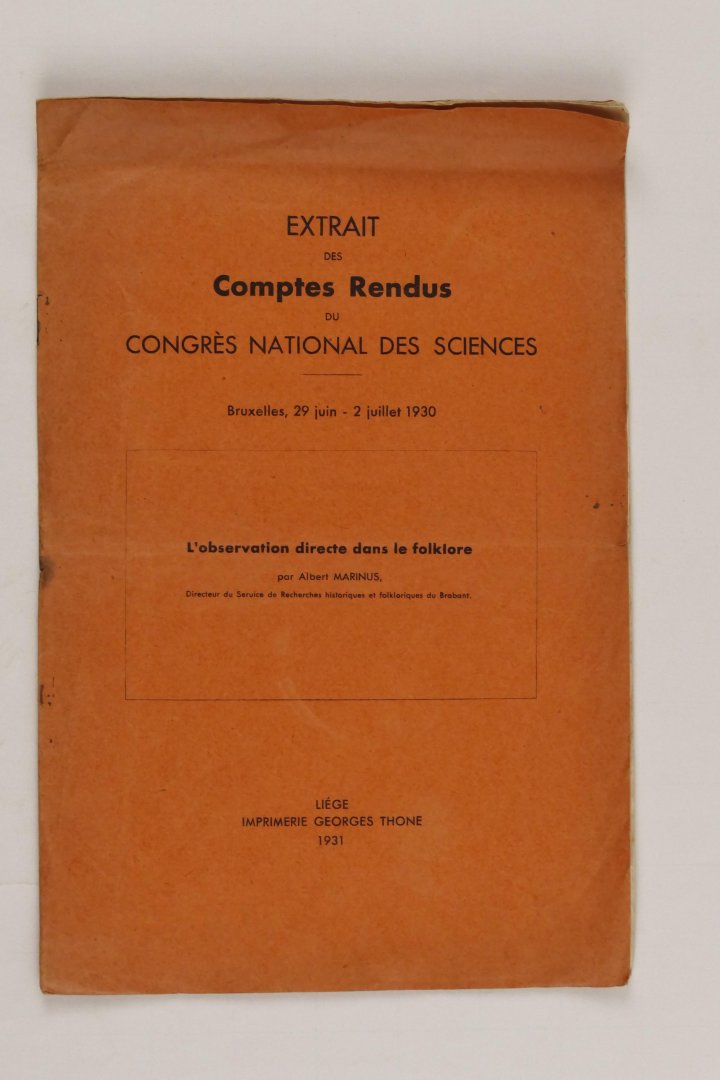 EXTRAIT
DES
Comptes Rendus
DU
CONGRÈS NATIONAL DES SCIENCES
Bruxelles, 29 juin - 2 juillet 1930
L'observation directe dans le folklore
par Albert MARINUS,
Directeur du Service de Recherches historiques et folkloriques du Brabant.
LIÉGE
IMPRIMERIE GEORGES THONE
1931